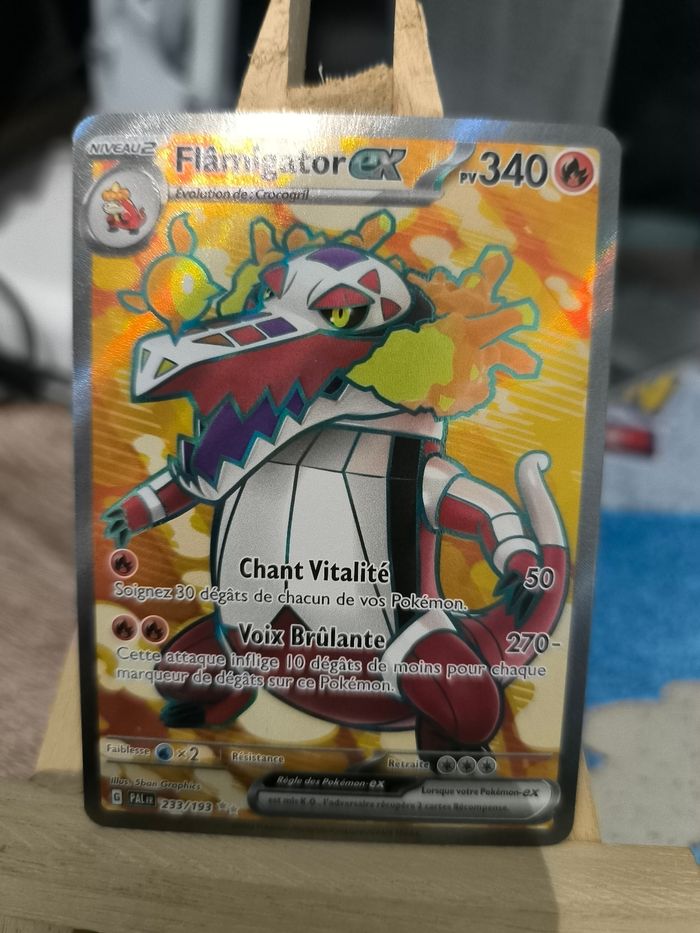 NIVEAU 2
Flâmigator ex
PV 340
Évolution de : Crocogril
Chant Vitalité 50
Soignez 30 dégâts de chacun de vos Pokémon.
Voix Brûlante 270-
Cette attaque inflige 10 dégâts de moins pour chaque
marqueur de dégâts sur ce Pokémon.
Faiblesse ×2 Résistance Retraite
Illus. 5ban Graphics
Règle des Pokémon-ex
Lorsque votre Pokémon-ex
est mis K.O., l'adversaire récupère 2 cartes Récompense.
G PAL FR 233/193